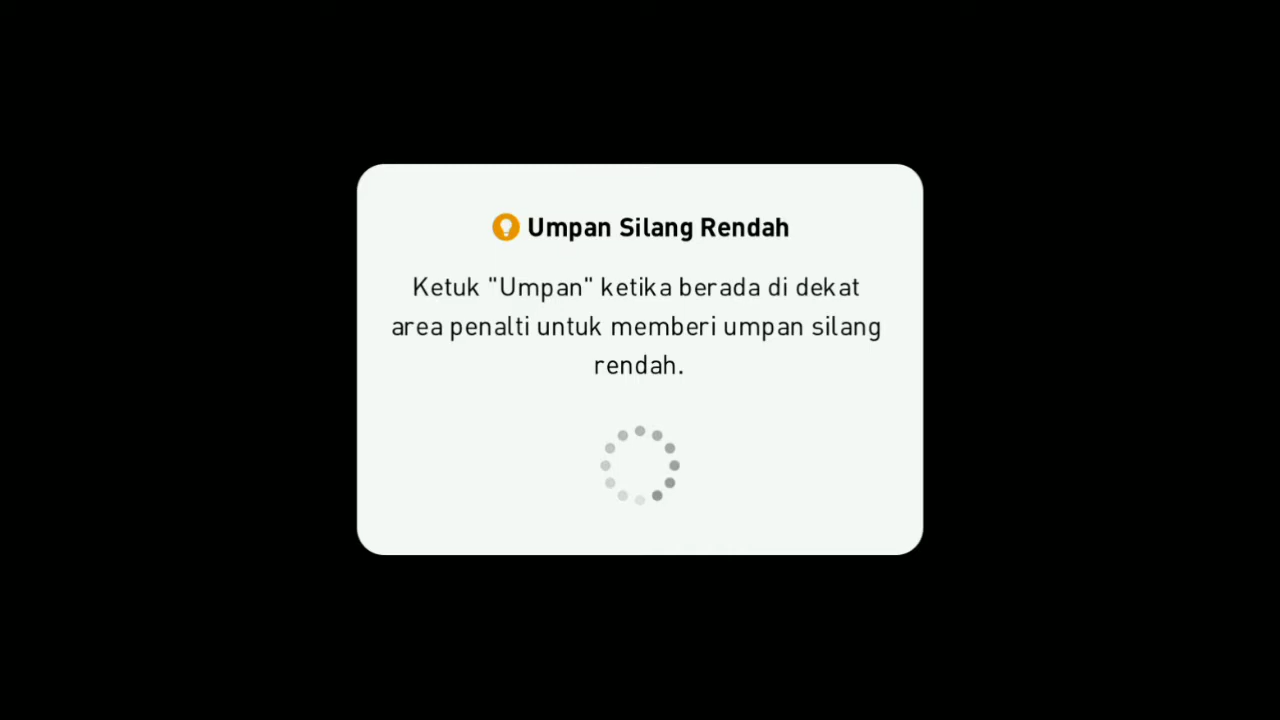 Umpan Silang Rendah
Ketuk "Umpan" ketika berada di dekat
area penalti untuk memberi umpan silang
rendah.